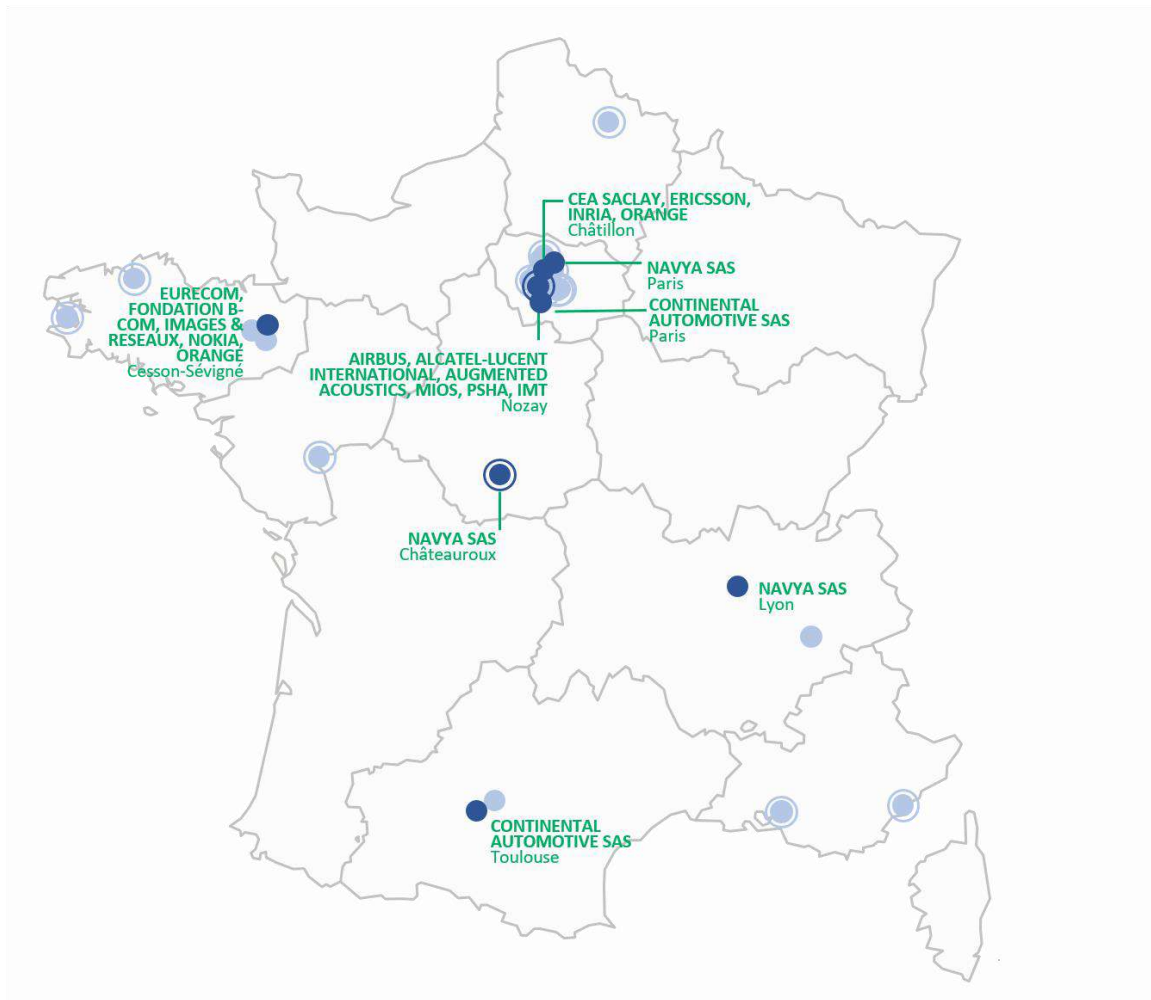 CEA SACLAY, ERICSSON,
INRIA, ORANGE
Châtillon
NAVYA SAS
Paris
CONTINENTAL
AUTOMOTIVE SAS
Paris
EURECOM,
FONDATION B-
COM, IMAGES &
RESEAUX, NOKIA,
ORANGE
Cesson-Sévigné
AIRBUS, ALCATEL-LUCENT
INTERNATIONAL, AUGMENTED
ACOUSTICS, MIOS, PSHA, IMT
Nozay
NAVYA SAS
Châteauroux
NAVYA SAS
Lyon
CONTINENTAL
AUTOMOTIVE SAS
Toulouse